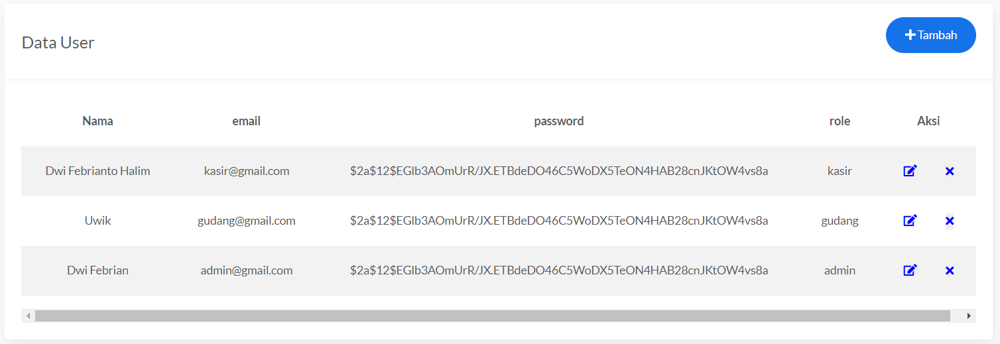 Data User
Tambah
Nama email password role Aksi
Dwi Febrianto Halim kasir@gmail.com $2a$12$EGlb3AOmUrR/JX.ETBdeDO46C5WoDX5TeON4HAB28cnJKtOW4vs8a kasir
Uwik gudang@gmail.com $2a$12$EGlb3AOmUrR/JX.ETBdeDO46C5WoDX5TeON4HAB28cnJKtOW4vs8a gudang
Dwi Febrian admin@gmail.com $2a$12$EGlb3AOmUrR/JX.ETBdeDO46C5WoDX5TeON4HAB28cnJKtOW4vs8a admin